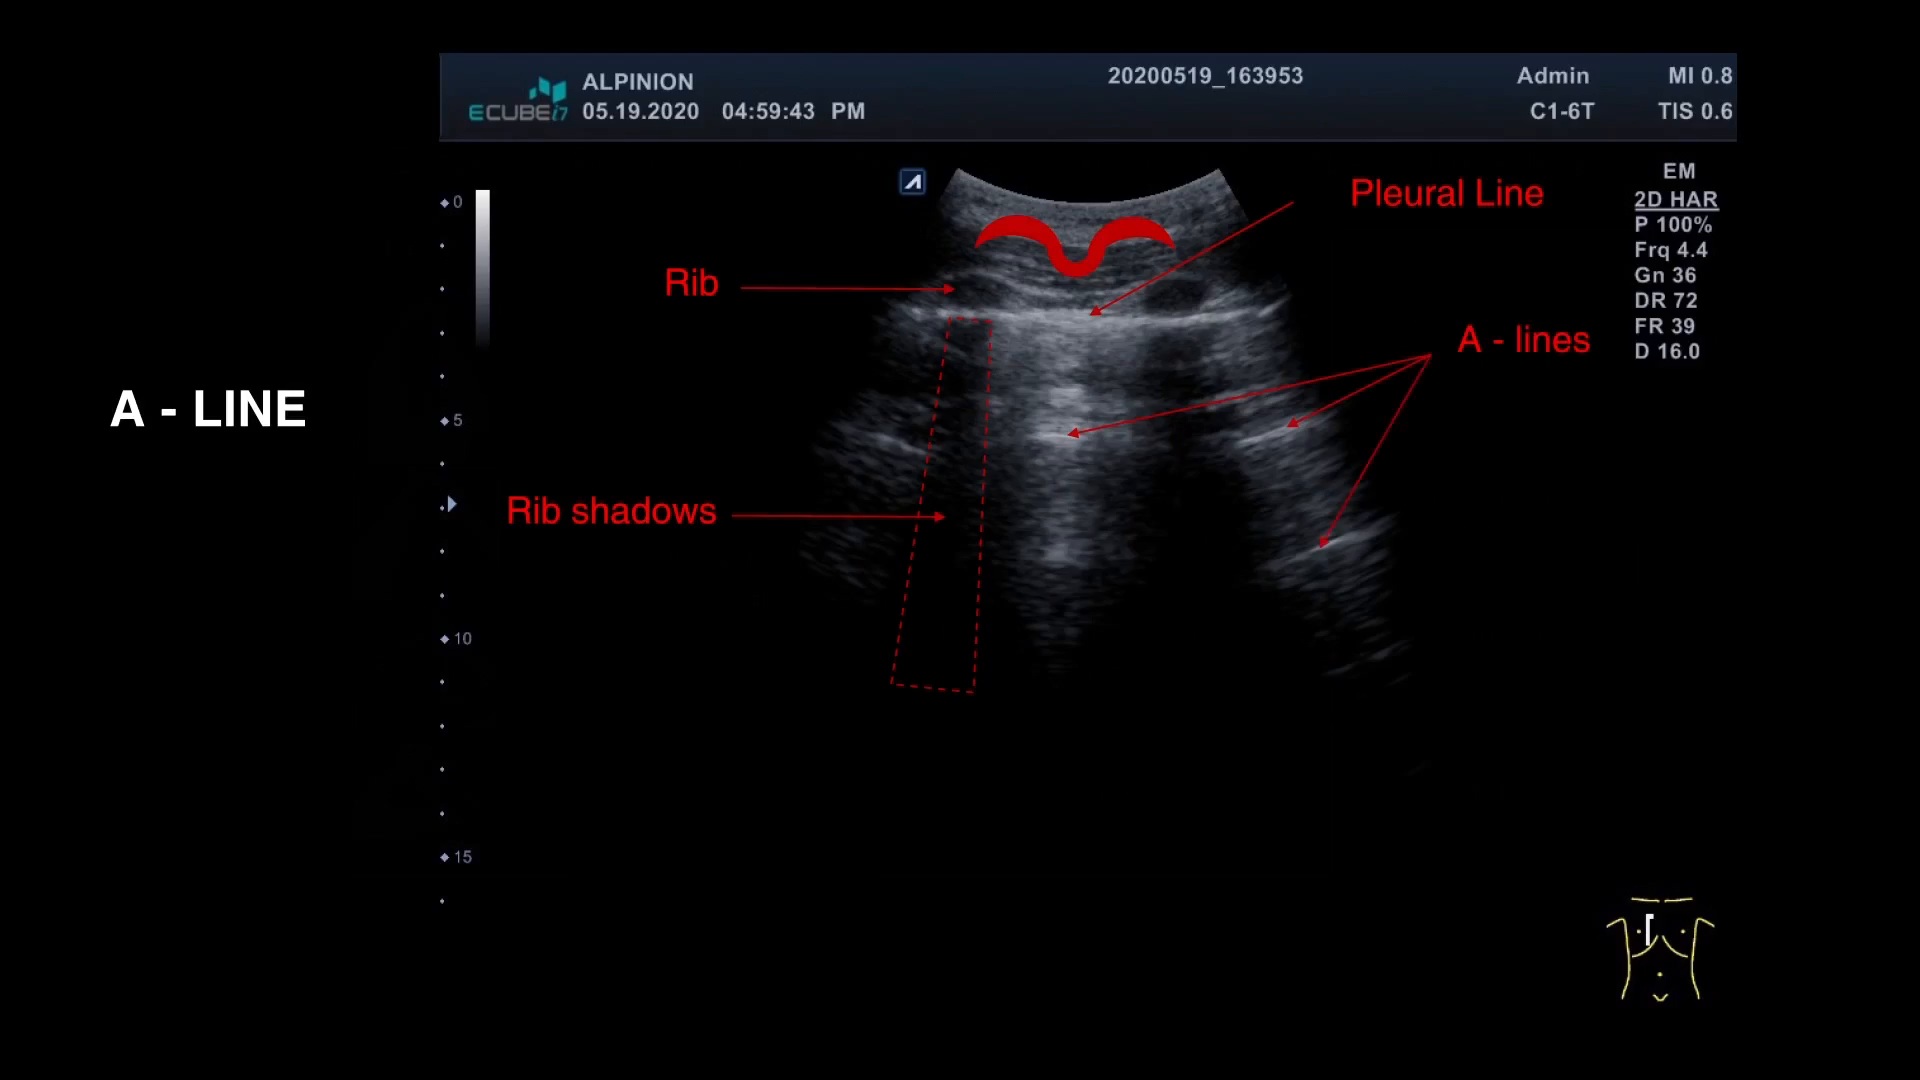 ALPINION
ECUBEi7
05.19.2020 04:59:43 PM
20200519_163953
Admin
MI 0.8
C1-6T
TIS 0.6
EM
2D HAR
P 100%
Frq 4.4
Gn 36
DR 72
FR 39
D 16.0
0
5
10
15
A - LINE
Pleural Line
Rib
A - lines
Rib shadows